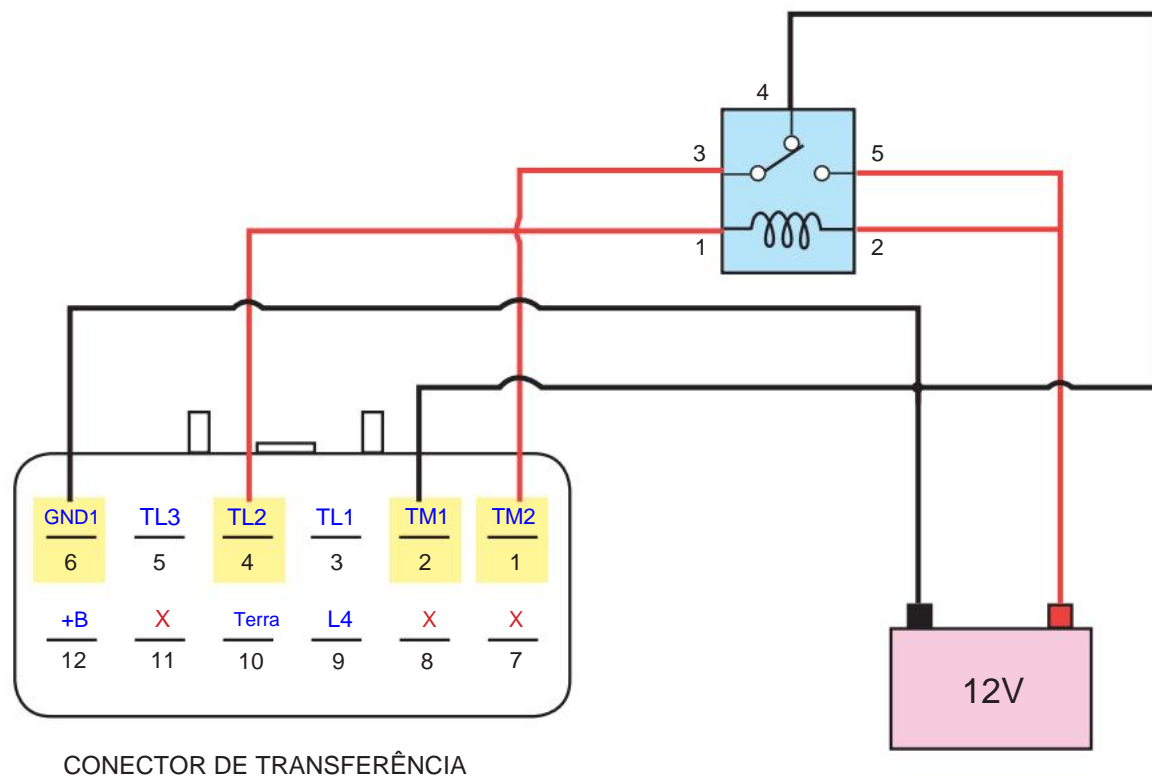 4
3
5
1
2
GND1 TL3 TL2 TL1 TM1 TM2
6 5 4 3 2 1
+B X Terra L4 X X
12 11 10 9 8 7
12V
CONECTOR DE TRANSFERÊNCIA